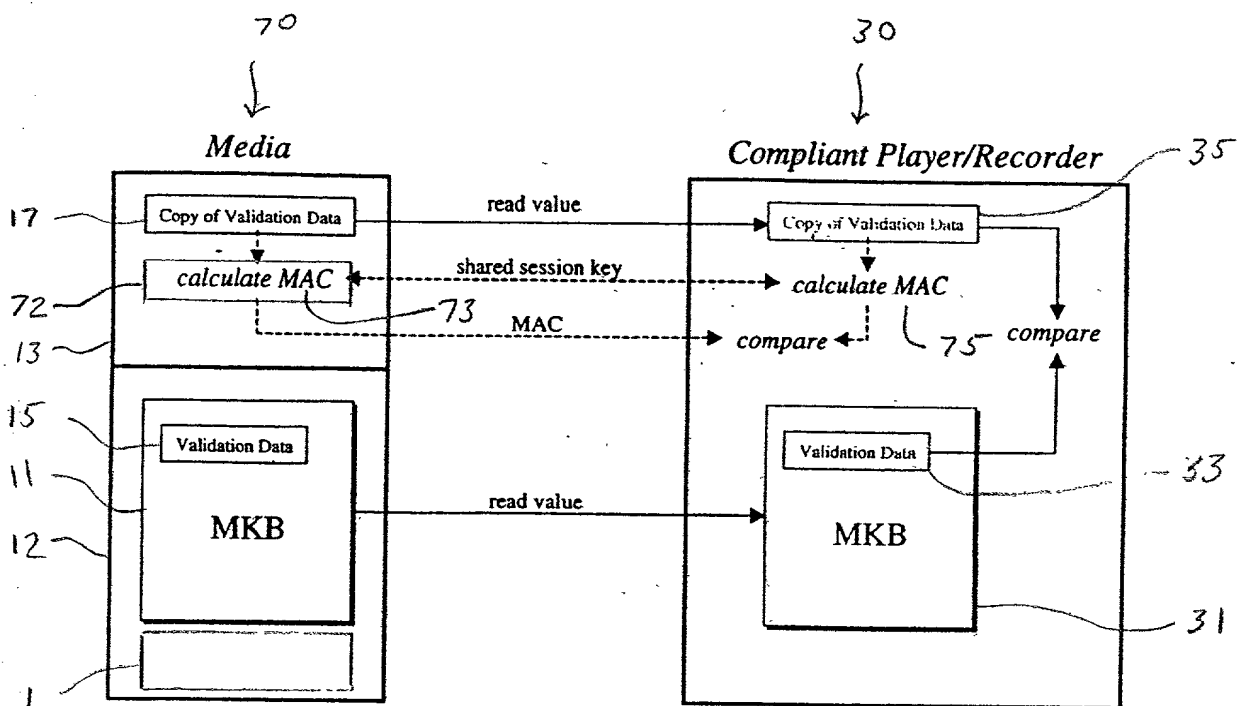 70
30
Media
Compliant Player/Recorder
35
17
Copy of Validation Data
read value
Copy of Validation Data
72
calculate MAC
shared session key
calculate MAC
73
75
MAC
compare
compare
13
15
Validation Data
Validation Data
33
11
MKB
read value
MKB
12
31
1